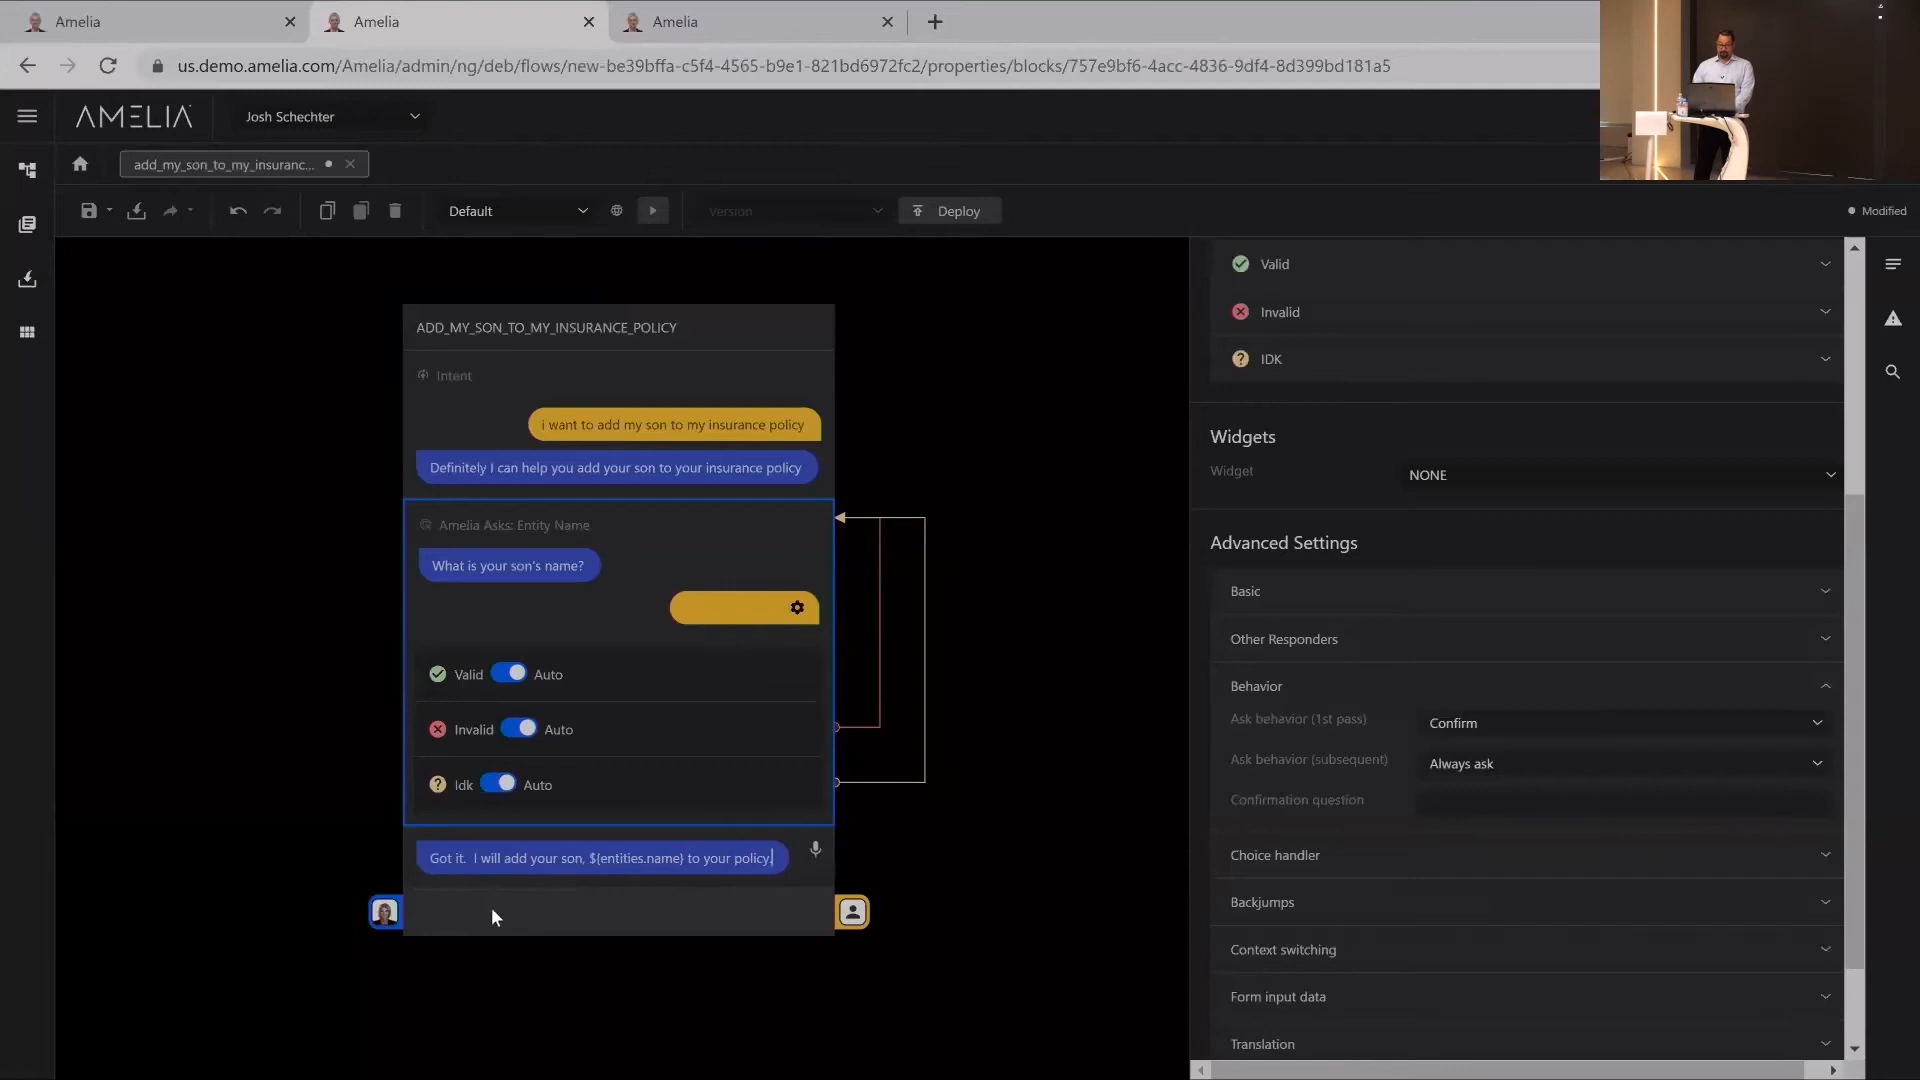 Amelia
Amelia
Amelia
us.demo.amelia.com/Amelia/admin/ng/deb/flows/new-be39bffa-c5f4-4565-b9e1-821bd6972fc2/properties/blocks/757e9bf6-4acc-4836-9df4-8d399bd181a5
AMELIA
Josh Schechter
add_my_son_to_my_insuranc...
Default
Version
Deploy
Modified
ADD_MY_SON_TO_MY_INSURANCE_POLICY
Intent
i want to add my son to my insurance policy
Definitely I can help you add your son to your insurance policy
Amelia Asks: Entity Name
What is your son's name?
Valid Auto
Invalid Auto
Idk Auto
Got it. I will add your son, ${entities.name} to your policy.
Valid
Invalid
IDK
Widgets
Widget NONE
Advanced Settings
Basic
Other Responders
Behavior
Ask behavior (1st pass) Confirm
Ask behavior (subsequent) Always ask
Confirmation question
Choice handler
Backjumps
Context switching
Form input data
Translation